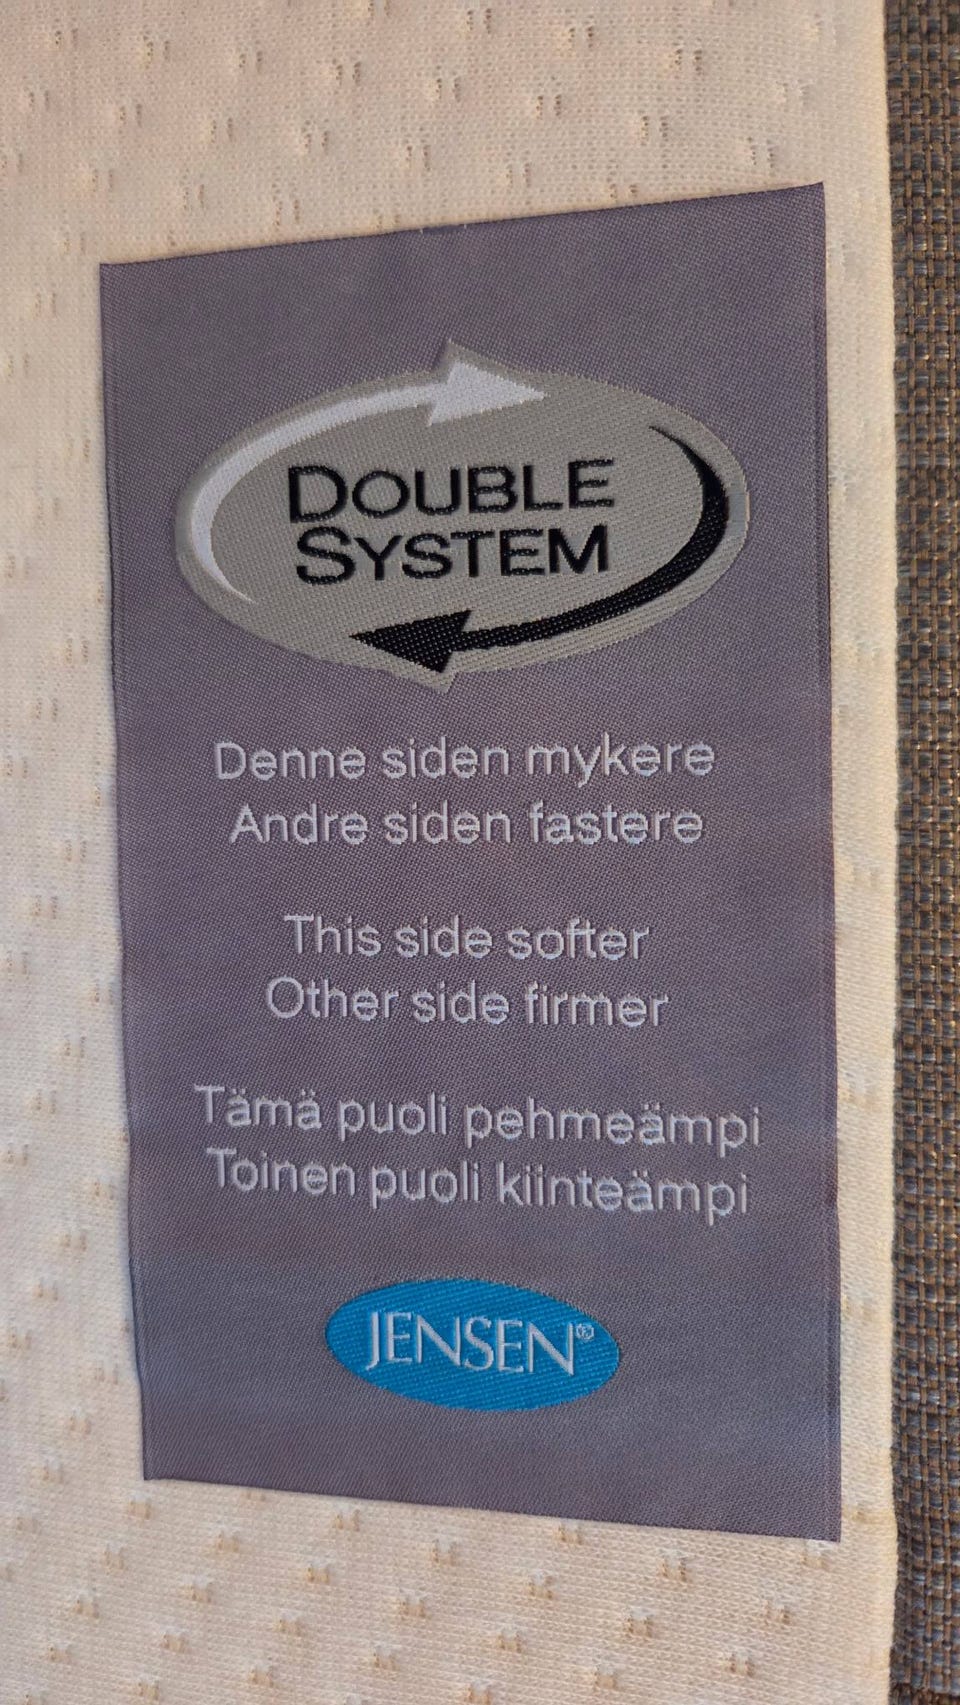 DOUBLE
SYSTEM
Denne siden mykere
Andre siden fastere
This side softer
Other side firmer
Tämä puoli pehmeämpi
Toinen puoli kiinteämpi
JENSEN®